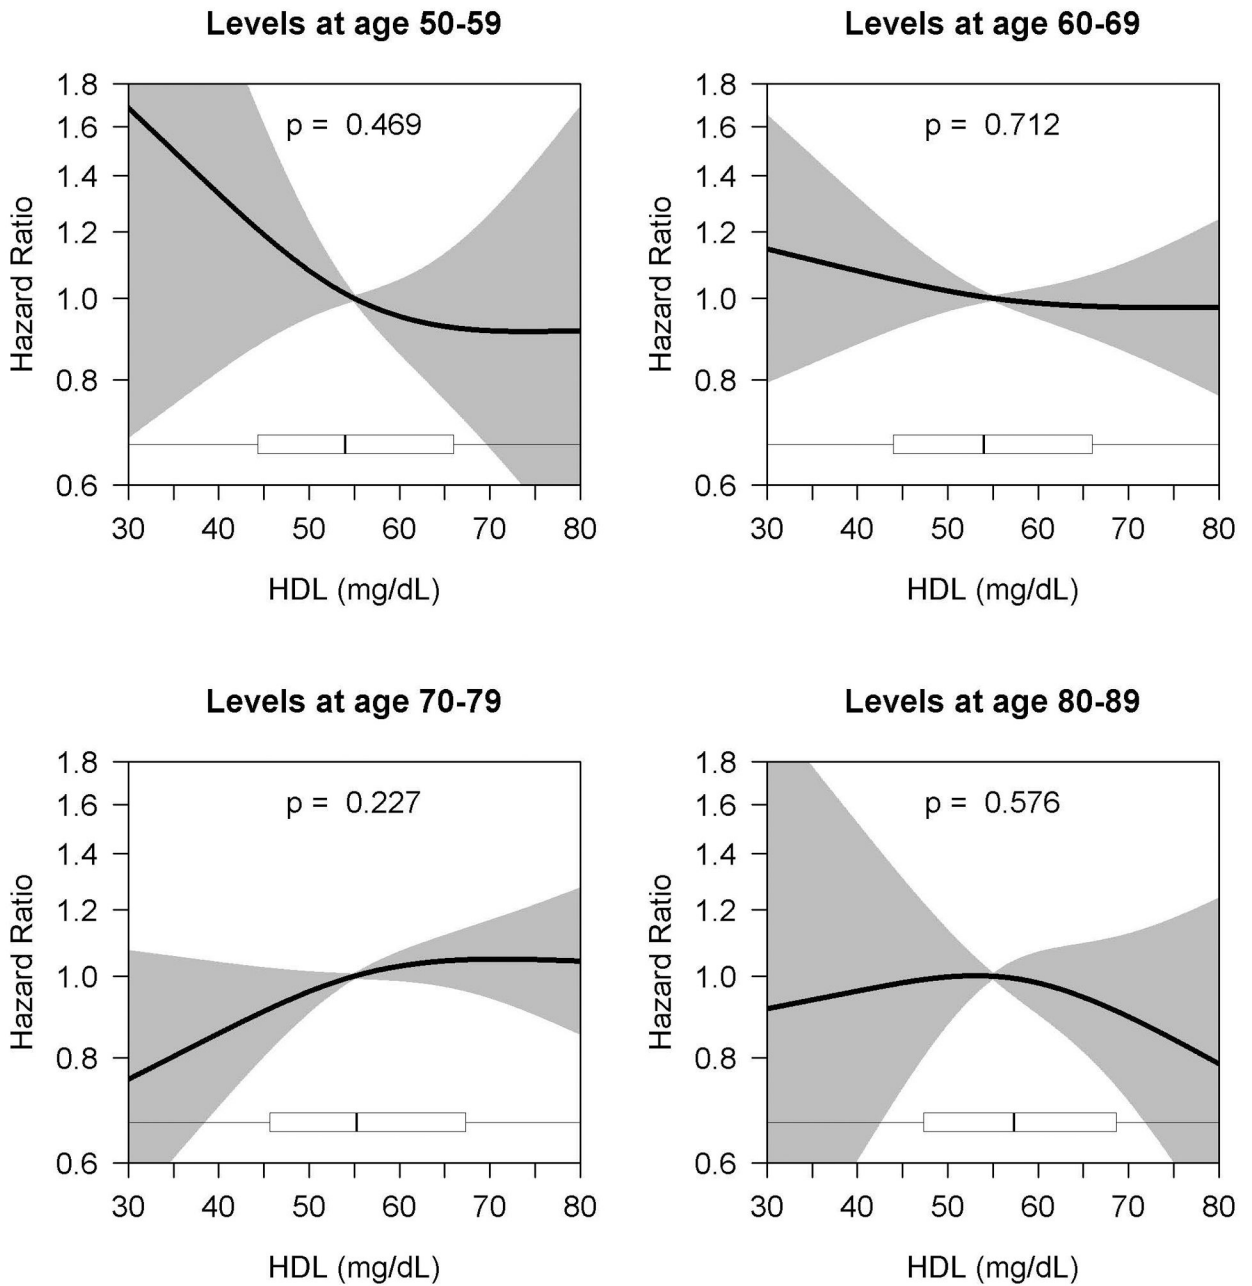 Levels at age 50-59
Hazard Ratio
1.8
1.6
1.4
1.2
1.0
0.8
0.6
p = 0.469
30 40 50 60 70 80
HDL (mg/dL)
Levels at age 60-69
Hazard Ratio
1.8
1.6
1.4
1.2
1.0
0.8
0.6
p = 0.712
30 40 50 60 70 80
HDL (mg/dL)
Levels at age 70-79
Hazard Ratio
1.8
1.6
1.4
1.2
1.0
0.8
0.6
p = 0.227
30 40 50 60 70 80
HDL (mg/dL)
Levels at age 80-89
Hazard Ratio
1.8
1.6
1.4
1.2
1.0
0.8
0.6
p = 0.576
30 40 50 60 70 80
HDL (mg/dL)